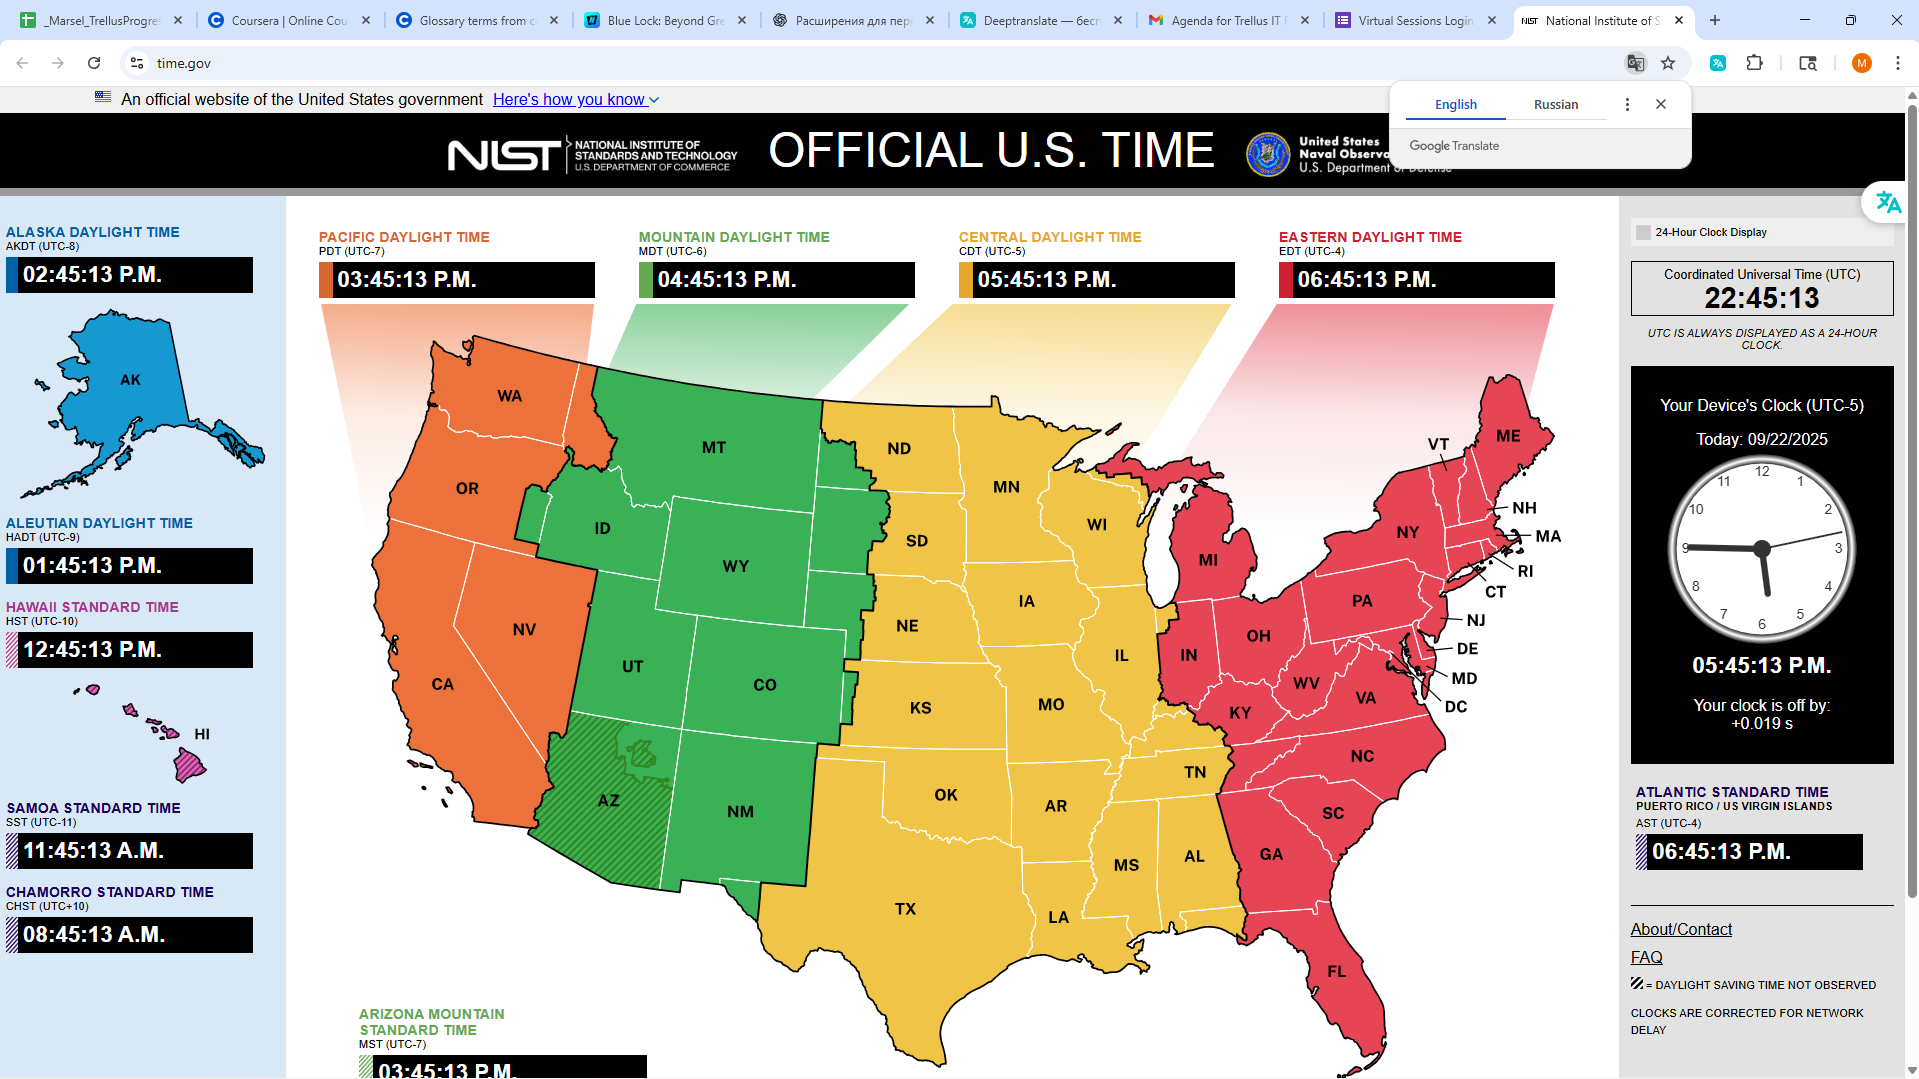 _Marsel_TrellusProgre
Coursera | Online Cou
Glossary terms from c
Blue Lock: Beyond Gre
Расширения для пере
Deeptranslate — бесп
Agenda for Trellus IT
Virtual Sessions Login
National Institute of S
time.gov
M
English
Russian
Google Translate
An official website of the United States government
Here's how you know
NIST
NATIONAL INSTITUTE OF
STANDARDS AND TECHNOLOGY
U.S. DEPARTMENT OF COMMERCE
OFFICIAL U.S. TIME
United States
Naval Observa
U.S. Department of Defense
ALASKA DAYLIGHT TIME
AKDT (UTC-8)
02:45:13 P.M.
AK
ALEUTIAN DAYLIGHT TIME
HADT (UTC-9)
01:45:13 P.M.
HAWAII STANDARD TIME
HST (UTC-10)
12:45:13 P.M.
HI
SAMOA STANDARD TIME
SST (UTC-11)
11:45:13 A.M.
CHAMORRO STANDARD TIME
CHST (UTC+10)
08:45:13 A.M.
PACIFIC DAYLIGHT TIME
PDT (UTC-7)
03:45:13 P.M.
MOUNTAIN DAYLIGHT TIME
MDT (UTC-6)
04:45:13 P.M.
CENTRAL DAYLIGHT TIME
CDT (UTC-5)
05:45:13 P.M.
EASTERN DAYLIGHT TIME
EDT (UTC-4)
06:45:13 P.M.
WA
OR
CA
NV
MT
ID
WY
UT
CO
AZ
NM
ND
SD
NE
KS
OK
TX
MN
IA
MO
AR
LA
WI
IL
TN
MS
AL
MI
IN
OH
KY
WV
PA
NY
VT
ME
NH
MA
RI
CT
NJ
DE
MD
DC
VA
NC
SC
GA
FL
ARIZONA MOUNTAIN
STANDARD TIME
MST (UTC-7)
03:45:13 P.M.
24-Hour Clock Display
Coordinated Universal Time (UTC)
22:45:13
UTC IS ALWAYS DISPLAYED AS A 24-HOUR
CLOCK.
Your Device's Clock (UTC-5)
Today: 09/22/2025
12
1
2
3
4
5
6
7
8
9
10
11
05:45:13 P.M.
Your clock is off by:
+0.019 s
ATLANTIC STANDARD TIME
PUERTO RICO / US VIRGIN ISLANDS
AST (UTC-4)
06:45:13 P.M.
About/Contact
FAQ
= DAYLIGHT SAVING TIME NOT OBSERVED
CLOCKS ARE CORRECTED FOR NETWORK
DELAY